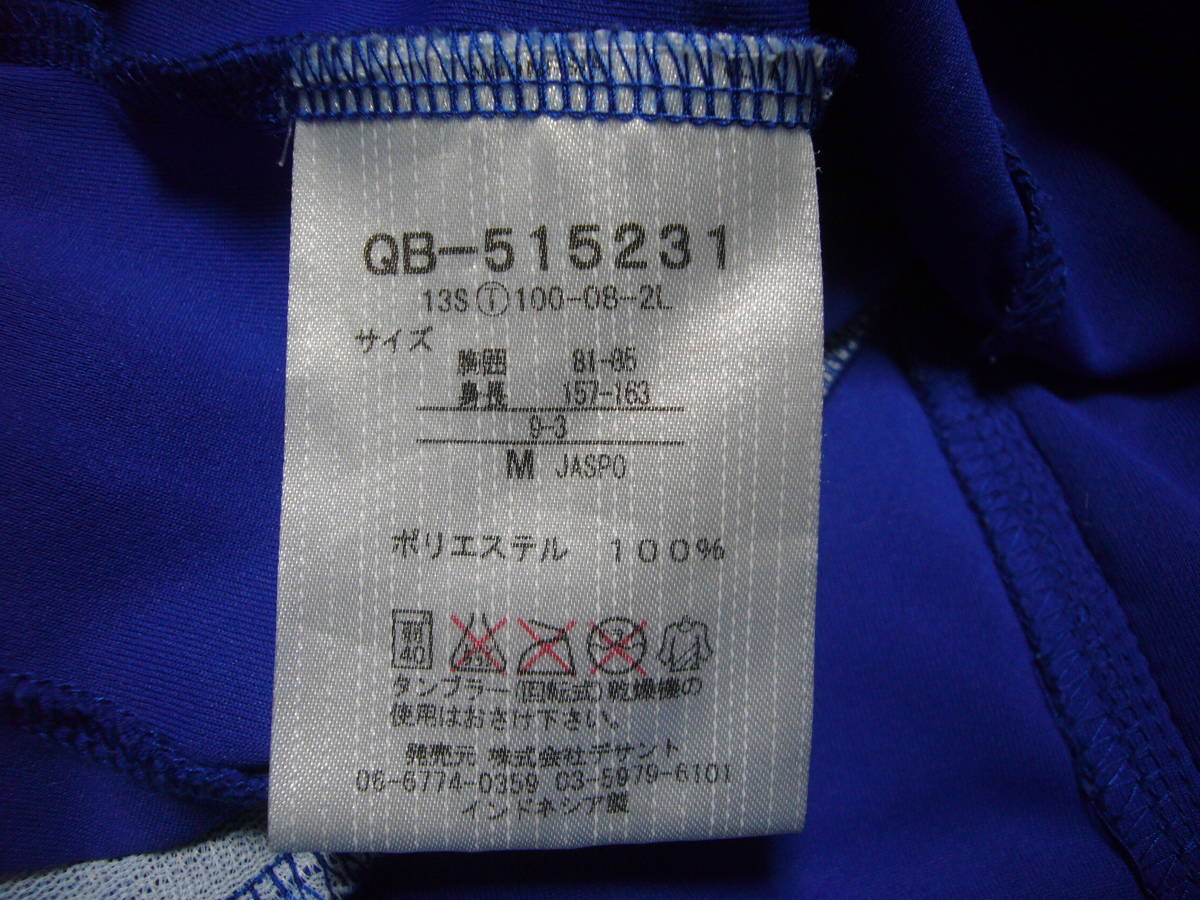 QB-515231
13S Ⓣ 100-08-2L
サイズ
胸囲 81-85
身長 157-163
9-3
M JASPO
ポリエステル 100%
弱
40
タンブラー(回転式)乾燥機の
使用はおさけ下さい。
発売元 株式会社デサント
06-6774-0359 03-5979-6101
インドネシア製